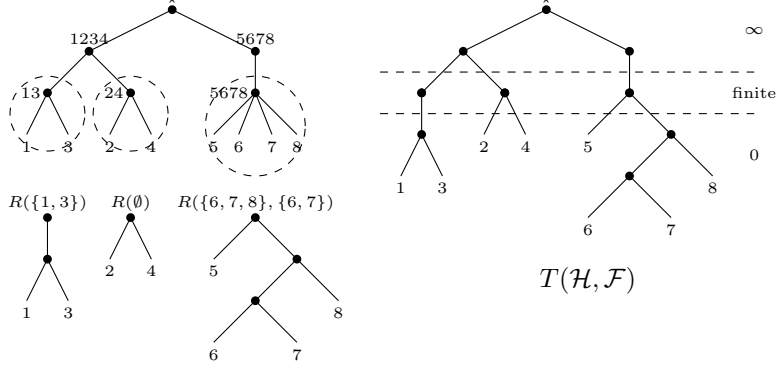 1234 5678
∞
13 24 5678
finite
1 3 2 4 5 6 7 8
2 4 5
0
1 3 8
R({1, 3}) R(∅) R({6, 7, 8}, {6, 7})
6 7
2 4 5
T(ℋ, ℱ)
1 3 8
6 7